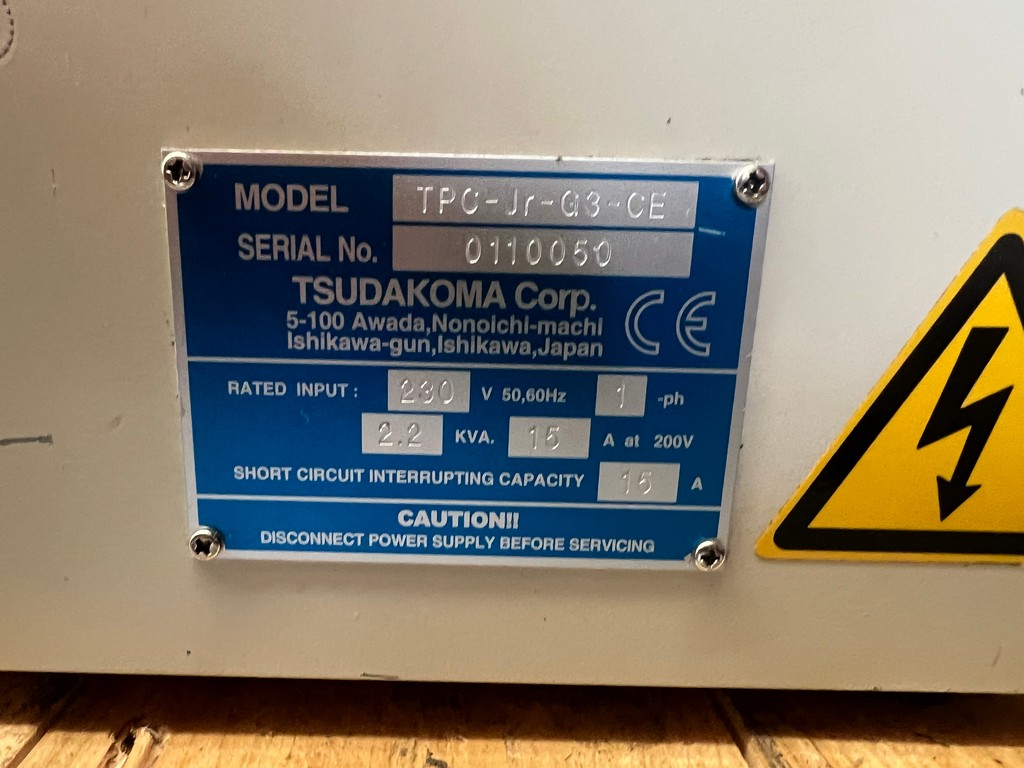 MODEL TPC-Jr-G3-CE
SERIAL No. 0110050
TSUDAKOMA Corp.
5-100 Awada,Nonoichi-machi
Ishikawa-gun,Ishikawa,Japan
CE
RATED INPUT : 230 V 50,60Hz 1 -ph
2.2 KVA. 15 A at 200V
SHORT CIRCUIT INTERRUPTING CAPACITY 15 A
CAUTION!!
DISCONNECT POWER SUPPLY BEFORE SERVICING